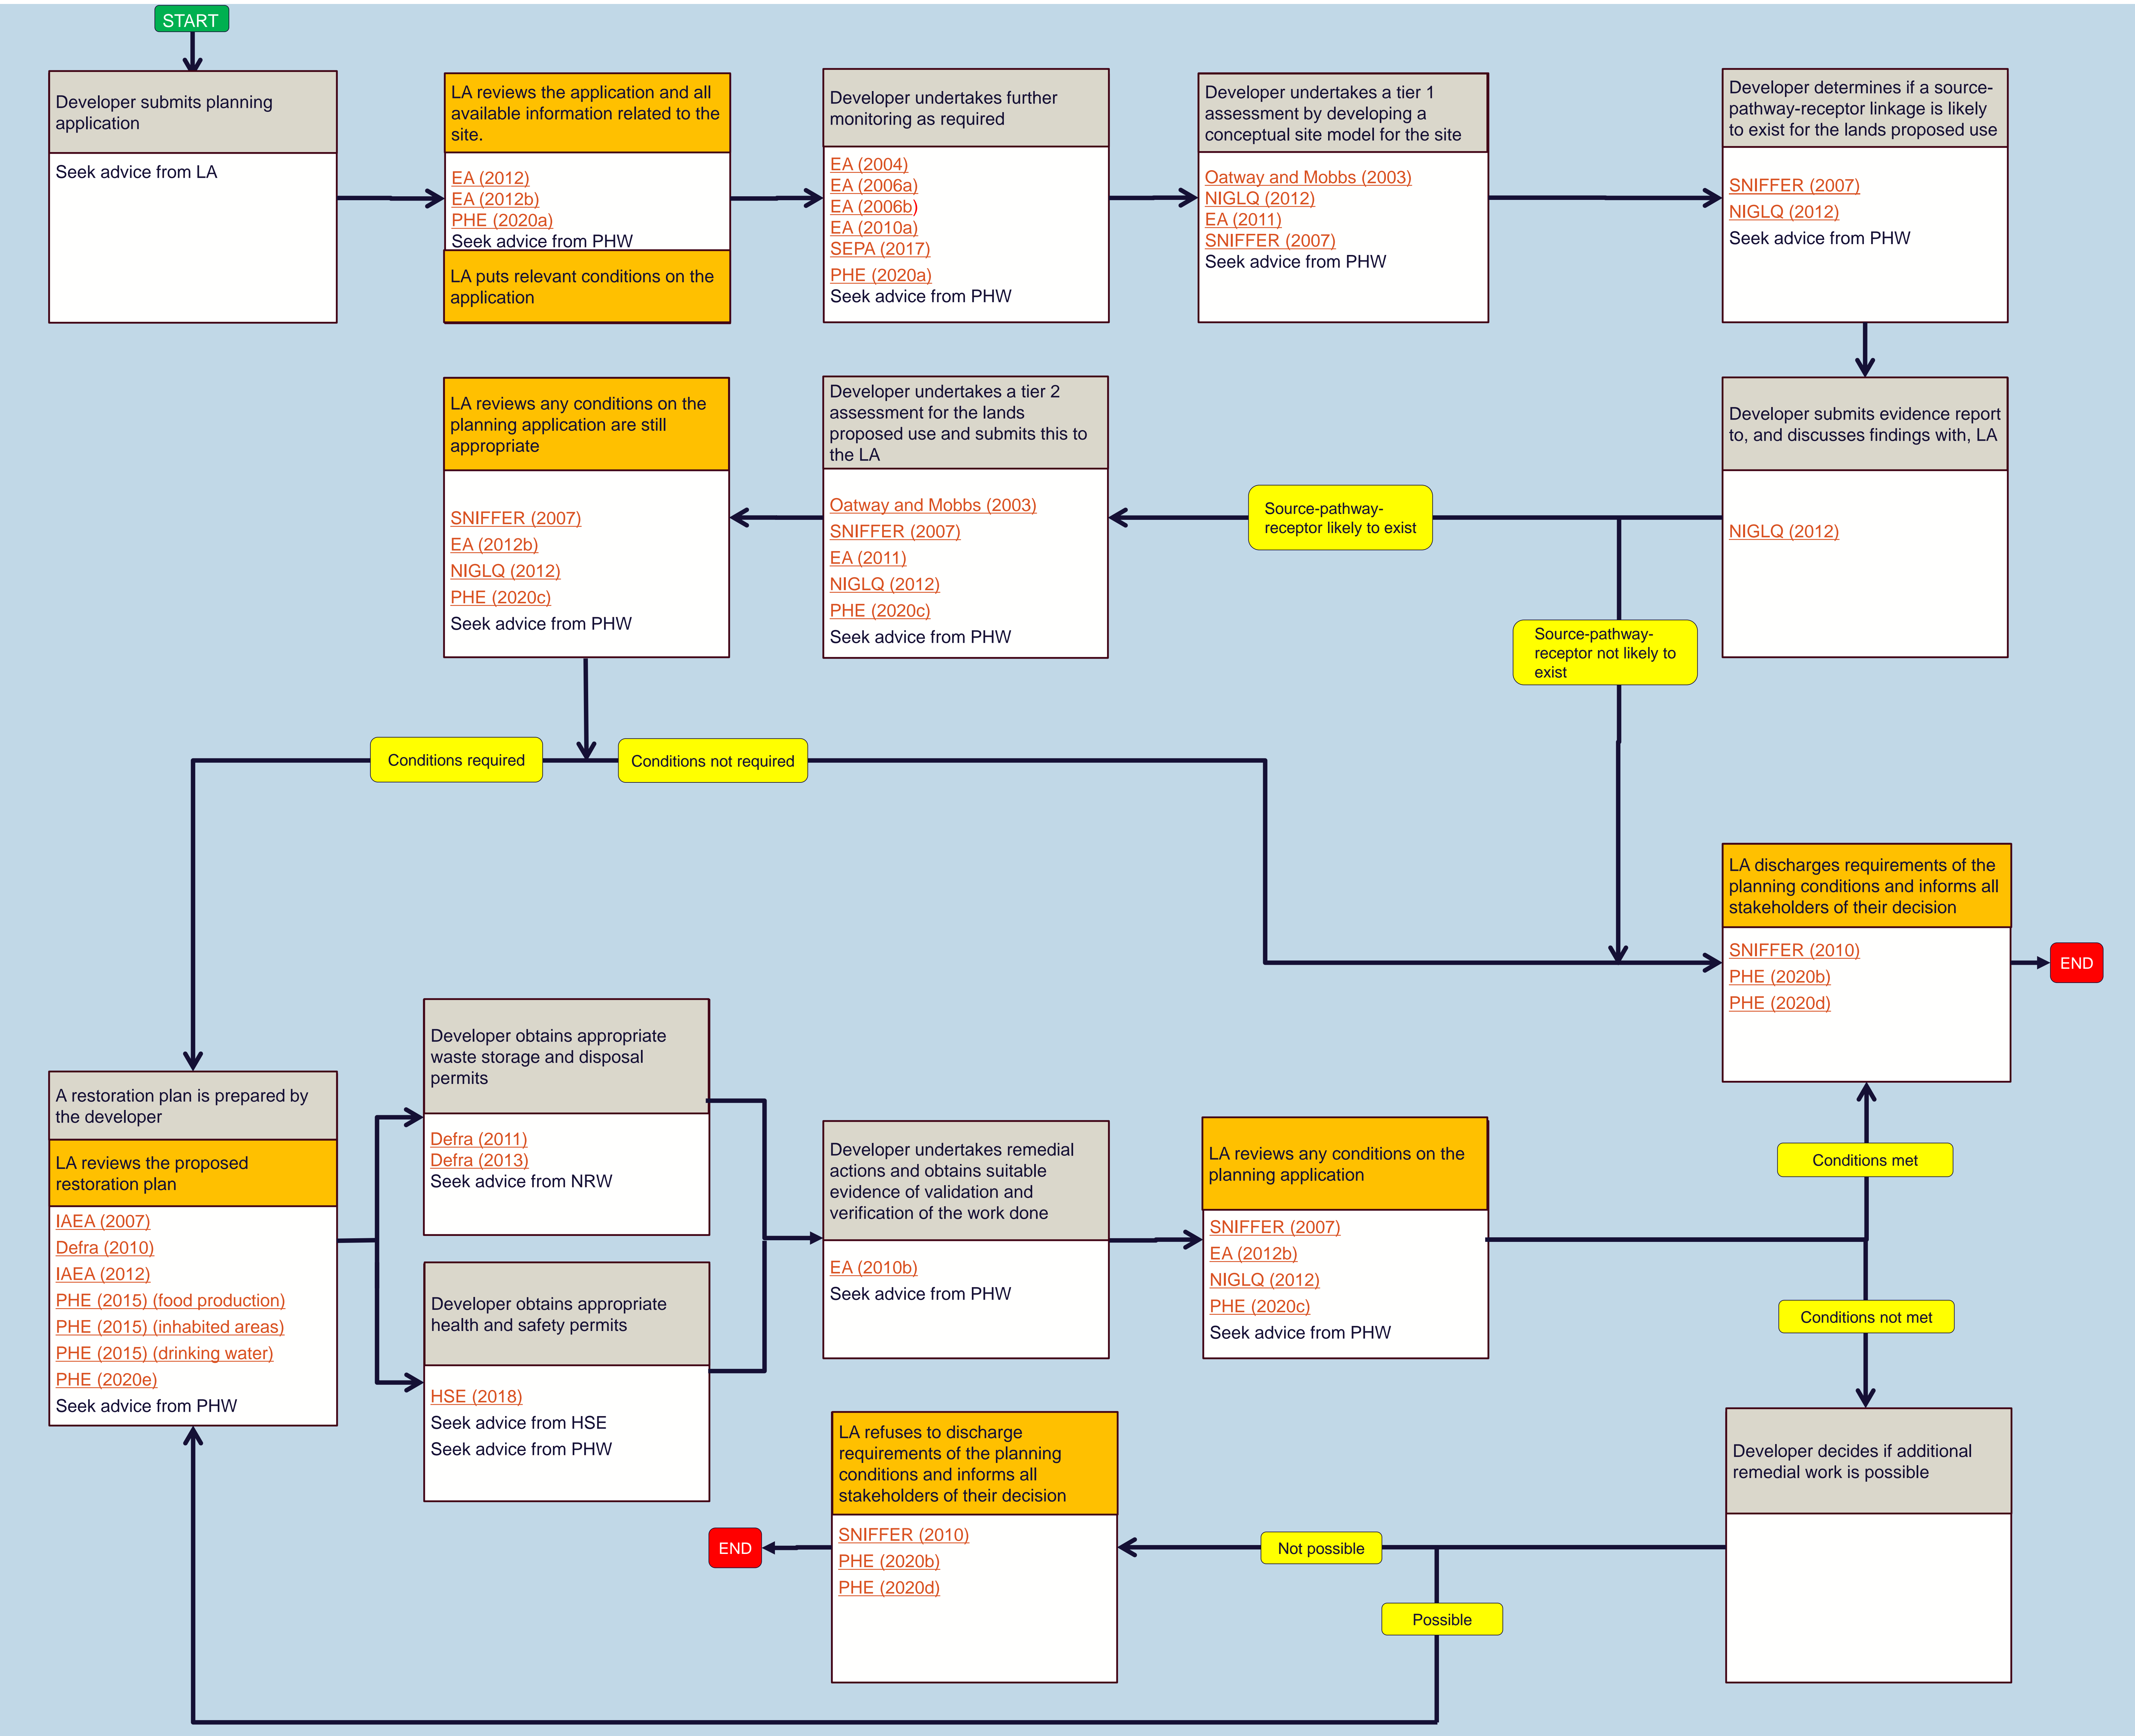 START
Developer submits planning
application
Seek advice from LA
LA reviews the application and all
available information related to the
site.
EA (2012)
EA (2012b)
PHE (2020a)
Seek advice from PHW
LA puts relevant conditions on the
application
Developer undertakes further
monitoring as required
EA (2004)
EA (2006a)
EA (2006b)
EA (2010a)
SEPA (2017)
PHE (2020a)
Seek advice from PHW
Developer undertakes a tier 1
assessment by developing a
conceptual site model for the site
Oatway and Mobbs (2003)
NIGLQ (2012)
EA (2011)
SNIFFER (2007)
Seek advice from PHW
Developer determines if a source-
pathway-receptor linkage is likely
to exist for the lands proposed use
SNIFFER (2007)
NIGLQ (2012)
Seek advice from PHW
Developer submits evidence report
to, and discusses findings with, LA
NIGLQ (2012)
Source-pathway-
receptor likely to exist
Source-pathway-
receptor not likely to
exist
Developer undertakes a tier 2
assessment for the lands
proposed use and submits this to
the LA
Oatway and Mobbs (2003)
SNIFFER (2007)
EA (2011)
NIGLQ (2012)
PHE (2020c)
Seek advice from PHW
LA reviews any conditions on the
planning application are still
appropriate
SNIFFER (2007)
EA (2012b)
NIGLQ (2012)
PHE (2020c)
Seek advice from PHW
Conditions required
Conditions not required
LA discharges requirements of the
planning conditions and informs all
stakeholders of their decision
SNIFFER (2010)
PHE (2020b)
PHE (2020d)
END
A restoration plan is prepared by
the developer
LA reviews the proposed
restoration plan
IAEA (2007)
Defra (2010)
IAEA (2012)
PHE (2015) (food production)
PHE (2015) (inhabited areas)
PHE (2015) (drinking water)
PHE (2020e)
Seek advice from PHW
Developer obtains appropriate
waste storage and disposal
permits
Defra (2011)
Defra (2013)
Seek advice from NRW
Developer obtains appropriate
health and safety permits
HSE (2018)
Seek advice from HSE
Seek advice from PHW
Developer undertakes remedial
actions and obtains suitable
evidence of validation and
verification of the work done
EA (2010b)
Seek advice from PHW
LA reviews any conditions on the
planning application
SNIFFER (2007)
EA (2012b)
NIGLQ (2012)
PHE (2020c)
Seek advice from PHW
Conditions met
Conditions not met
Developer decides if additional
remedial work is possible
Not possible
Possible
LA refuses to discharge
requirements of the planning
conditions and informs all
stakeholders of their decision
SNIFFER (2010)
PHE (2020b)
PHE (2020d)
END